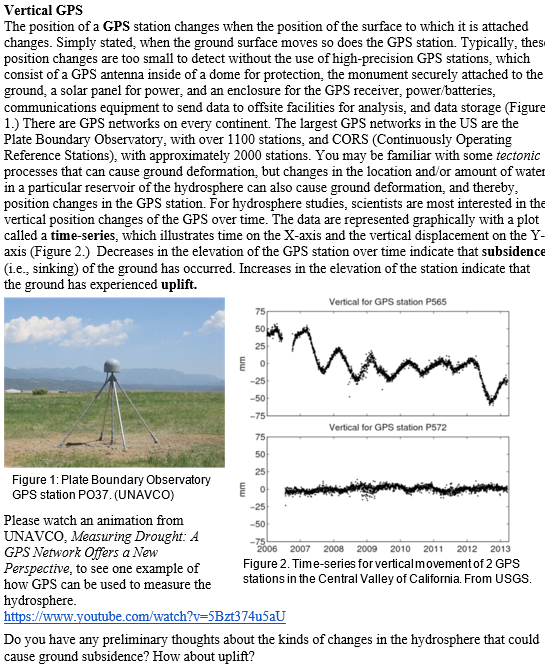 Vertical GPS
The position of a GPS station changes when the position of the surface to which it is attached
changes. Simply stated, when the ground surface moves so does the GPS station. Typically, thes
position changes are too small to detect without the use of high-precision GPS stations, which
consist of a GPS antenna inside of a dome for protection, the monument securely attached to the
ground, a solar panel for power, and an enclosure for the GPS receiver, power/batteries,
communications equipment to send data to offsite facilities for analysis, and data storage (Figure
1.) There are GPS networks on every continent. The largest GPS networks in the US are the
Plate Boundary Observatory, with over 1100 stations, and CORS (Continuously Operating
Reference Stations), with approximately 2000 stations. You may be familiar with some tectonic
processes that can cause ground deformation, but changes in the location and/or amount of water
in a particular reservoir of the hydrosphere can also cause ground deformation, and thereby,
position changes in the GPS station. For hydrosphere studies, scientists are most interested in the
vertical position changes of the GPS over time. The data are represented graphically with a plot
called a time-series, which illustrates time on the X-axis and the vertical displacement on the Y-
axis (Figure 2.) Decreases in the elevation of the GPS station over time indicate that subsidence
(i.e., sinking) of the ground has occurred. Increases in the elevation of the station indicate that
the ground has experienced uplift.
Vertical for GPS station P565
75
50
25
0
-25
-50
-75
mm
Vertical for GPS station P572
75
50
25
0
-25
-50
-75
mm
2006 2007 2008 2009 2010 2011 2012 2013
Figure 1: Plate Boundary Observatory
GPS station PO37. (UNAVCO)
Figure 2. Time-series for vertical movement of 2 GPS
stations in the Central Valley of California. From USGS.
Please watch an animation from
UNAVCO, Measuring Drought: A
GPS Network Offers a New
Perspective, to see one example of
how GPS can be used to measure the
hydrosphere.
https://www.youtube.com/watch?v=5Bzt374u5aU
Do you have any preliminary thoughts about the kinds of changes in the hydrosphere that could
cause ground subsidence? How about uplift?